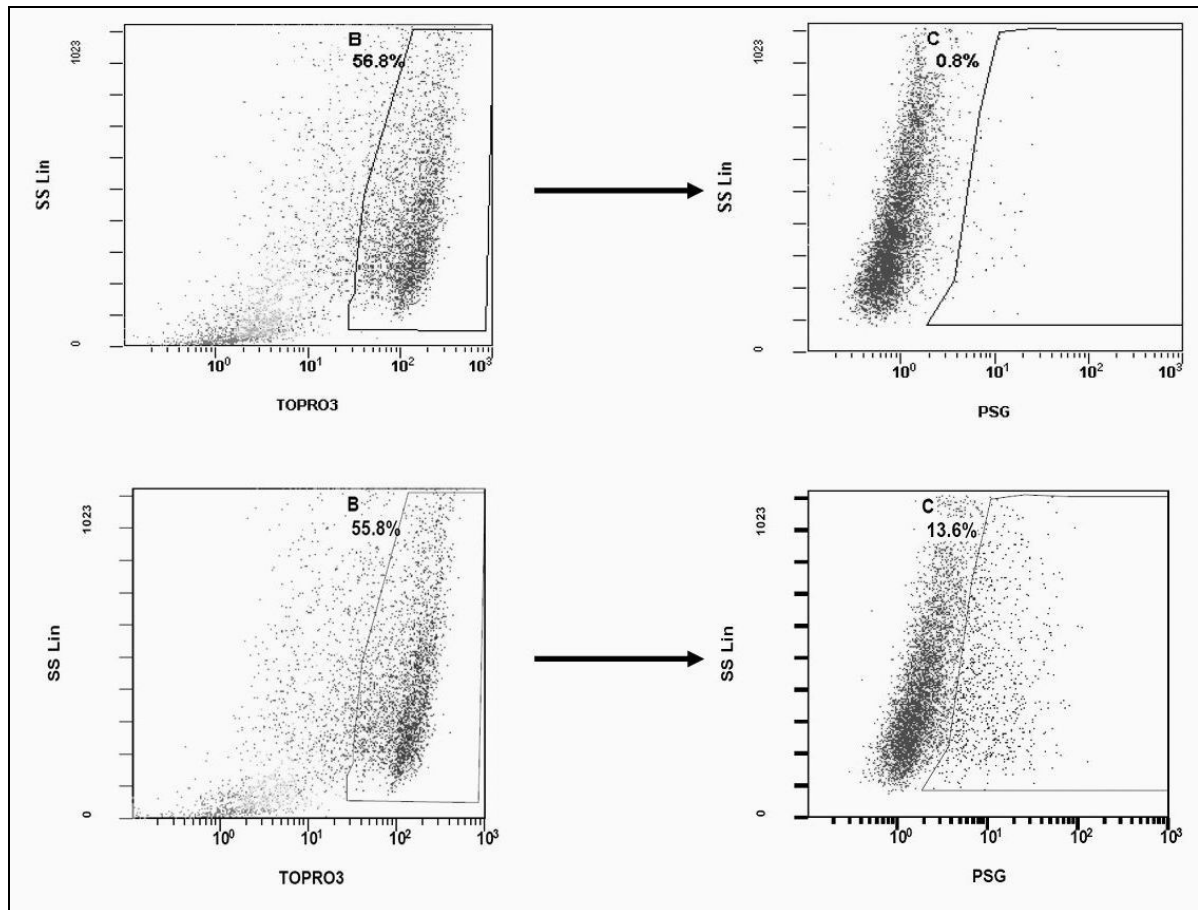 B
56.8%
1023
SS Lin
0
10⁰ 10¹ 10² 10³
TOPRO3
C
0.8%
1023
SS Lin
0
10⁰ 10¹ 10² 10³
PSG
B
55.8%
1023
SS Lin
0
10⁰ 10¹ 10² 10³
TOPRO3
C
13.6%
1023
SS Lin
0
10⁰ 10¹ 10² 10³
PSG